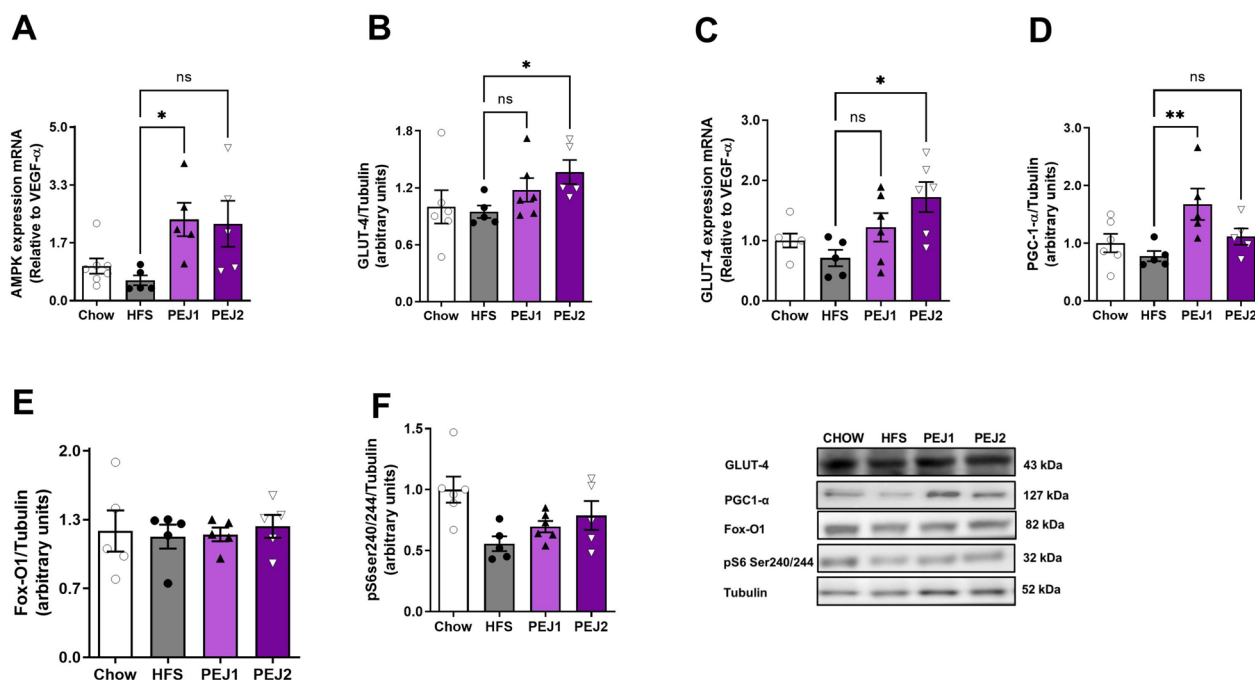 A
AMPK expression mRNA
(Relative to VEGF-α)
5.0
3.3
1.7
0.0
ns
*
Chow HFS PEJ1 PEJ2
B
GLUT-4/Tubulin
(arbitrary units)
1.8
1.2
0.6
0.0
*
ns
Chow HFS PEJ1 PEJ2
C
GLUT-4 expression mRNA
(Relative to VEGF-α)
3.0
2.0
1.0
0.0
*
ns
Chow HFS PEJ1 PEJ2
D
PGC-1-α/Tubulin
(arbitrary units)
3.0
2.0
1.0
0.0
ns
**
Chow HFS PEJ1 PEJ2
E
Fox-O1/Tubulin
(arbitrary units)
2.0
1.3
0.7
0.0
Chow HFS PEJ1 PEJ2
F
pS6ser240/244/Tubulin
(arbitrary units)
1.5
1.0
0.5
0.0
Chow HFS PEJ1 PEJ2
CHOW HFS PEJ1 PEJ2
GLUT-4 43 kDa
PGC1-α 127 kDa
Fox-O1 82 kDa
pS6 Ser240/244 32 kDa
Tubulin 52 kDa